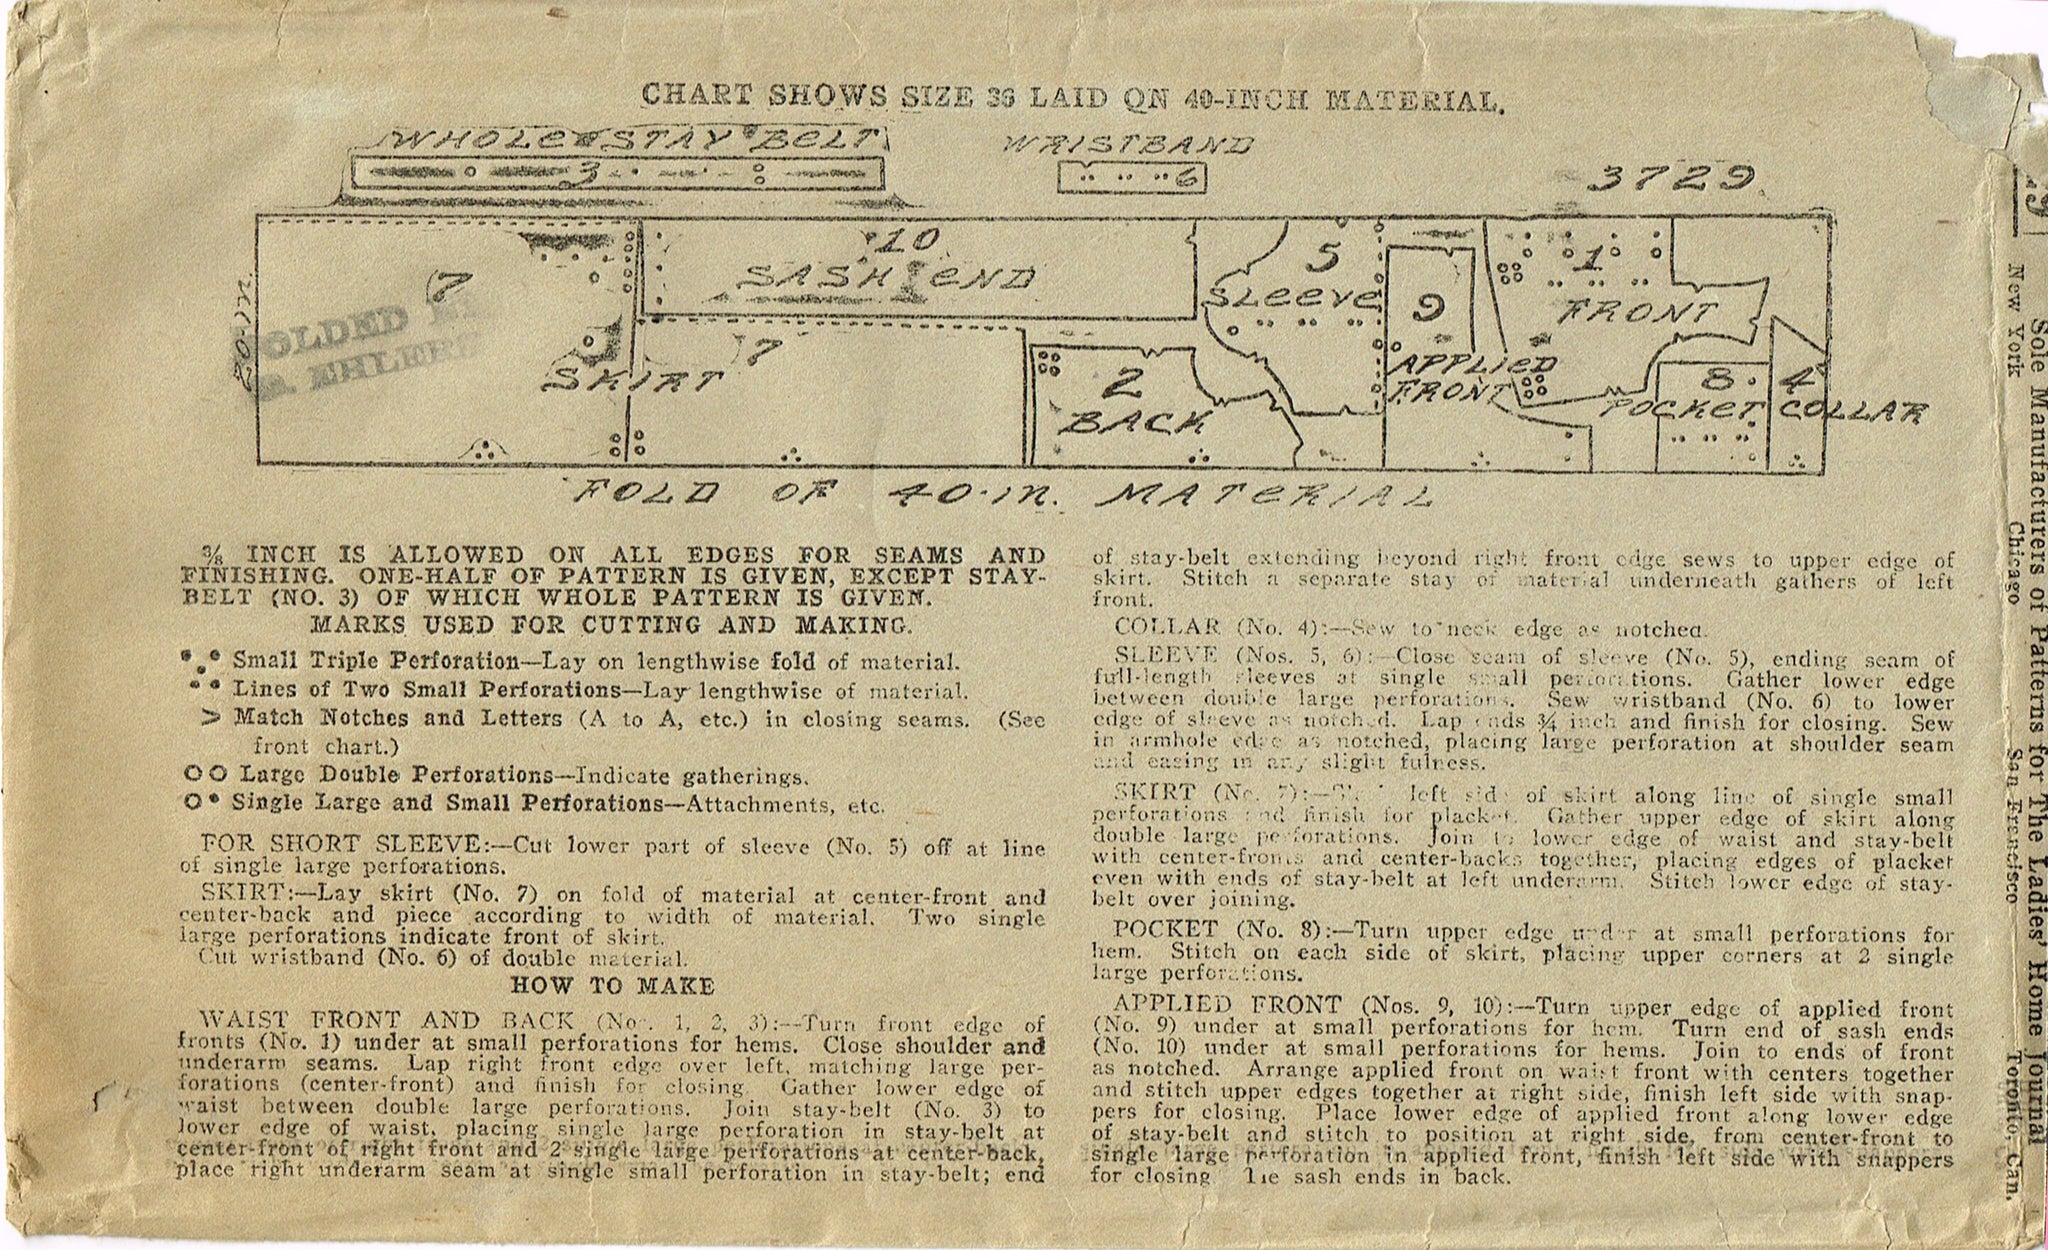 CHART SHOWS SIZE 36 LAID ON 40-INCH MATERIAL.
WHOLE STAY BELT
WRISTBAND
3
6
3729
7
10
SASH END
5
SLEEVE
9
APPLIED
FRONT
1
FRONT
20-IN.
OLDED
EHLER
SKIRT
7
2
BACK
8
POCKET
4
COLLAR
FOLD OF 40-IN. MATERIAL
⅜ INCH IS ALLOWED ON ALL EDGES FOR SEAMS AND
FINISHING. ONE-HALF OF PATTERN IS GIVEN, EXCEPT STAY-
BELT (NO. 3) OF WHICH WHOLE PATTERN IS GIVEN.
MARKS USED FOR CUTTING AND MAKING.
Small Triple Perforation—Lay on lengthwise fold of material.
Lines of Two Small Perforations—Lay lengthwise of material.
> Match Notches and Letters (A to A, etc.) in closing seams. (See
front chart.)
Large Double Perforations—Indicate gatherings.
Single Large and Small Perforations—Attachments, etc.
FOR SHORT SLEEVE:—Cut lower part of sleeve (No. 5) off at line
of single large perforations.
SKIRT:—Lay skirt (No. 7) on fold of material at center-front and
center-back and piece according to width of material. Two single
large perforations indicate front of skirt.
Cut wristband (No. 6) of double material.
HOW TO MAKE
WAIST FRONT AND BACK (Nos. 1, 2, 3):—Turn front edge of
fronts (No. 1) under at small perforations for hems. Close shoulder and
underarm seams. Lap right front edge over left, matching large per-
forations (center-front) and finish for closing. Gather lower edge of
waist between double large perforations. Join stay-belt (No. 3) to
lower edge of waist, placing single large perforation in stay-belt at
center-front of right front and 2 single large perforations at center-back,
place right underarm seam at single small perforation in stay-belt; end
of stay-belt extending beyond right front edge sews to upper edge of
skirt. Stitch a separate stay of material underneath gathers of left
front.
COLLAR (No. 4):—Sew to neck edge as notched.
SLEEVE (Nos. 5, 6):—Close seam of sleeve (No. 5), ending seam of
full-length sleeves at single small perforations. Gather lower edge
between double large perforations. Sew wristband (No. 6) to lower
edge of sleeve as notched. Lap ends ¾ inch and finish for closing. Sew
in armhole edge as notched, placing large perforation at shoulder seam
and easing in any slight fulness.
SKIRT (No. 7):— left side of skirt along line of single small
perforations and finish for placket. Gather upper edge of skirt along
double large perforations. Join to lower edge of waist and stay-belt
with center-fronts and center-backs together, placing edges of placket
even with ends of stay-belt at left underarm. Stitch lower edge of stay-
belt over joining.
POCKET (No. 8):—Turn upper edge under at small perforations for
hem. Stitch on each side of skirt, placing upper corners at 2 single
large perforations.
APPLIED FRONT (Nos. 9, 10):—Turn upper edge of applied front
(No. 9) under at small perforations for hem. Turn end of sash ends
(No. 10) under at small perforations for hems. Join to ends of front
as notched. Arrange applied front on waist front with centers together
and stitch upper edges together at right side, finish left side with snap-
pers for closing. Place lower edge of applied front along lower edge
of stay-belt and stitch to position at right side, from center-front to
single large perforation in applied front, finish left side with snappers
for closing. Tie sash ends in back.
Sole Manufacturers of Patterns for The Ladies' Home Journal
New York Chicago San Francisco Toronto, Can.